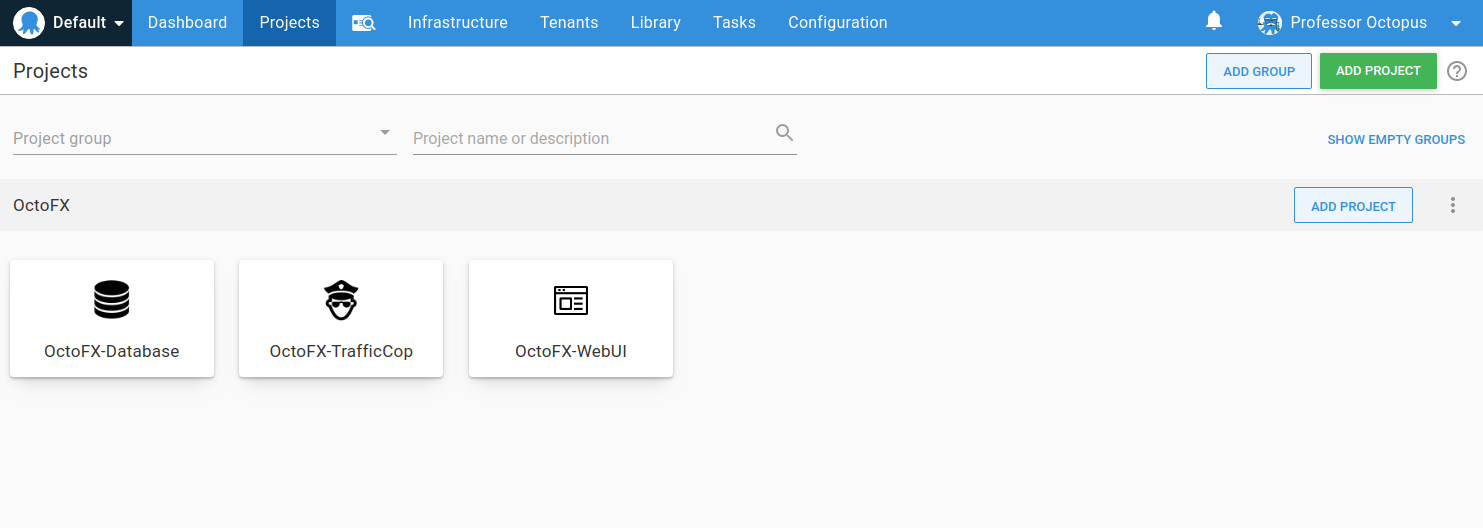 Default Dashboard Projects Infrastructure Tenants Library Tasks Configuration Professor Octopus
Projects ADD GROUP ADD PROJECT ?
Project group Project name or description SHOW EMPTY GROUPS
OctoFX ADD PROJECT
OctoFX-Database OctoFX-TrafficCop OctoFX-WebUI